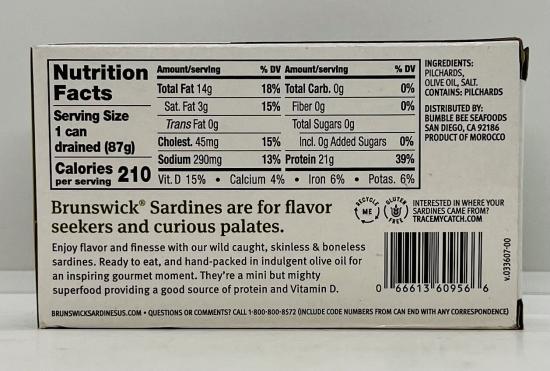 Nutrition
Facts
Serving Size
1 can
drained (87g)
Calories
per serving 210
Amount/serving % DV Amount/serving % DV
Total Fat 14g 18% Total Carb. 0g 0%
Sat. Fat 3g 15% Fiber 0g 0%
Trans Fat 0g Total Sugars 0g
Cholest. 45mg 15% Incl. 0g Added Sugars 0%
Sodium 290mg 13% Protein 21g 39%
Vit. D 15% • Calcium 4% • Iron 6% • Potas. 6%
INGREDIENTS:
PILCHARDS,
OLIVE OIL, SALT.
CONTAINS: PILCHARDS
DISTRIBUTED BY:
BUMBLE BEE SEAFOODS
SAN DIEGO, CA 92186
PRODUCT OF MOROCCO
Brunswick® Sardines are for flavor
seekers and curious palates.
Enjoy flavor and finesse with our wild caught, skinless & boneless
sardines. Ready to eat, and hand-packed in indulgent olive oil for
an inspiring gourmet moment. They're a mini but mighty
superfood providing a good source of protein and Vitamin D.
RECYCLE
ME
GLUTEN
FREE
INTERESTED IN WHERE YOUR
SARDINES CAME FROM?
TRACEMYCATCH.COM
0 66613 60956 6
v.033607-00
BRUNSWICKSARDINESUS.COM • QUESTIONS OR COMMENTS? CALL 1-800-800-8572 (INCLUDE CODE NUMBERS FROM CAN END WITH ANY CORRESPONDENCE)